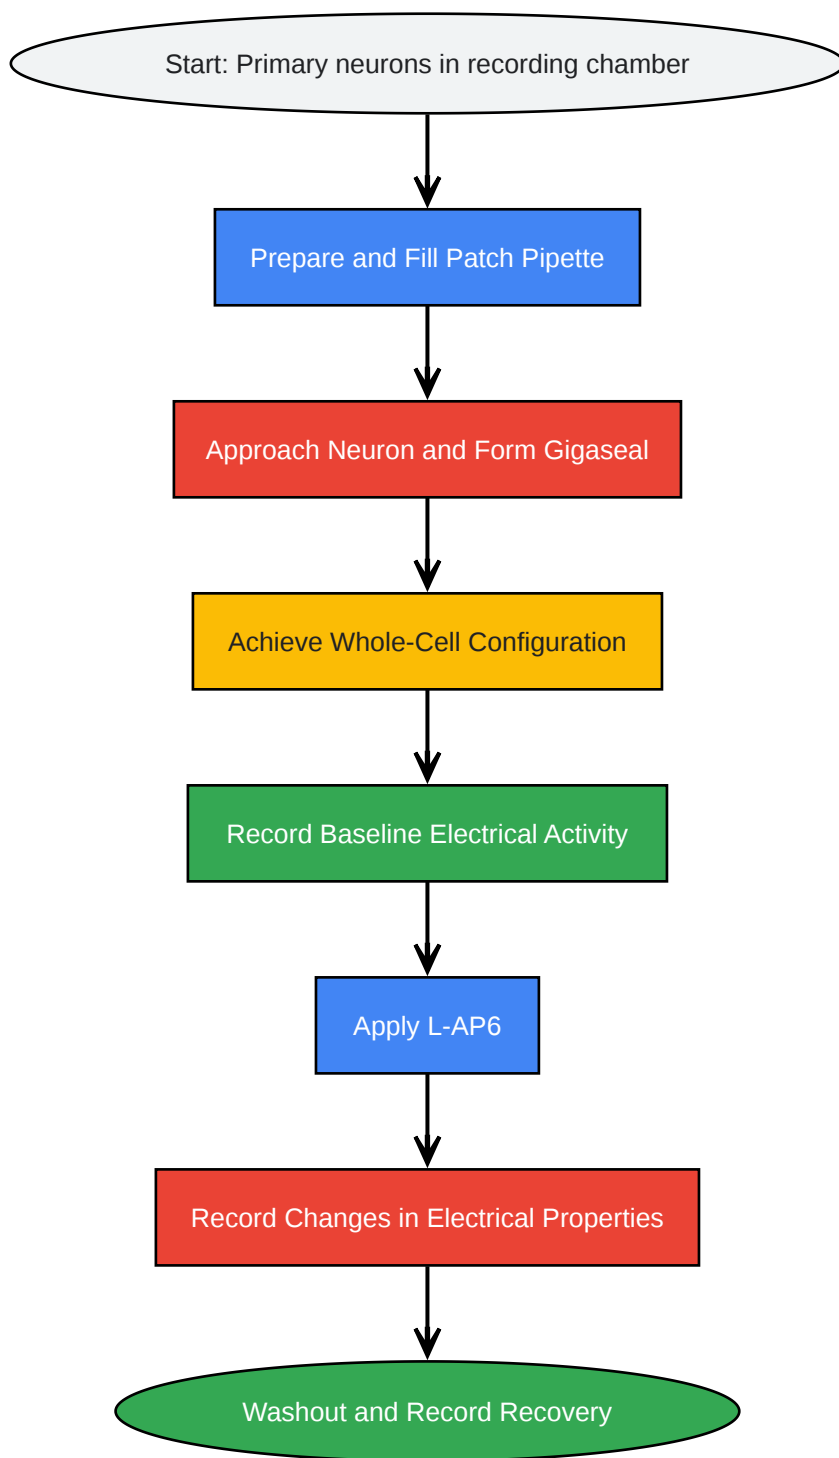 Start: Primary neurons in recording chamber
Prepare and Fill Patch Pipette
Approach Neuron and Form Gigaseal
Achieve Whole-Cell Configuration
Record Baseline Electrical Activity
Apply L-AP6
Record Changes in Electrical Properties
Washout and Record Recovery